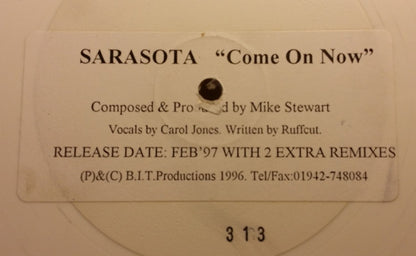 SARASOTA "Come On Now"
Composed & Produced by Mike Stewart
Vocals by Carol Jones. Written by Ruffcut.
RELEASE DATE: FEB'97 WITH 2 EXTRA REMIXES
(P)&(C) B.I.T.Productions 1996. Tel/Fax:01942-748084
313